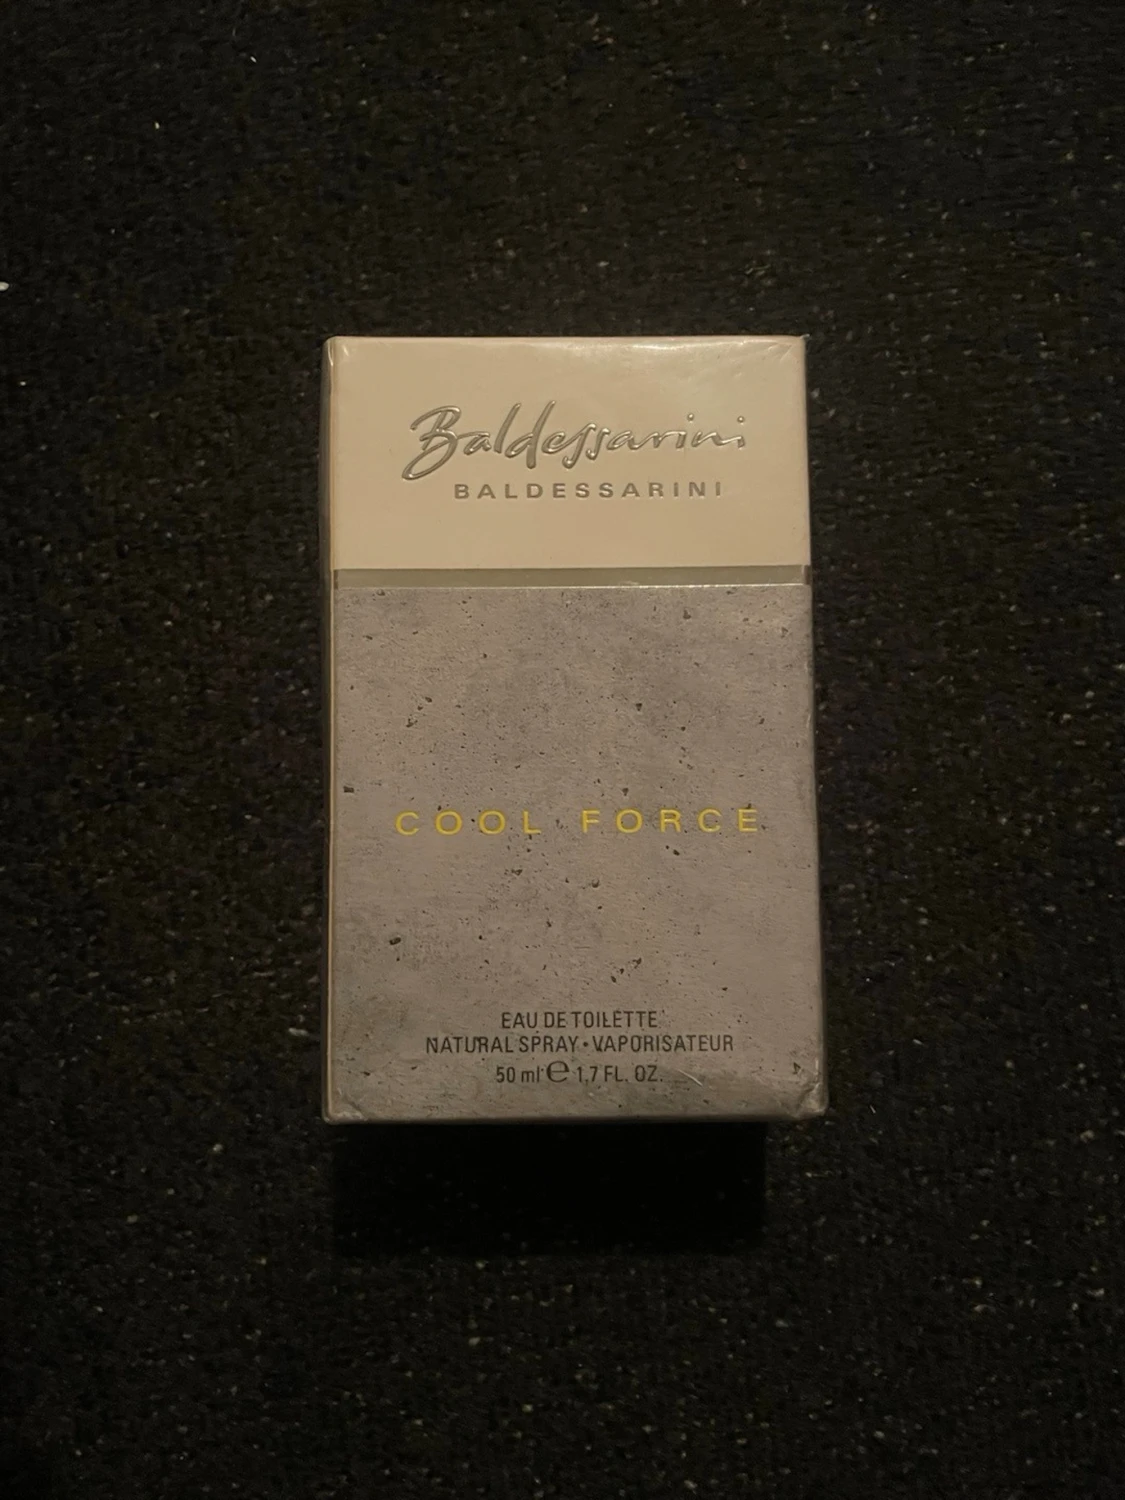 Baldessarini
BALDESSARINI
COOL FORCE
EAU DE TOILETTE
NATURAL SPRAY • VAPORISATEUR
50 ml e 1.7 FL. OZ.